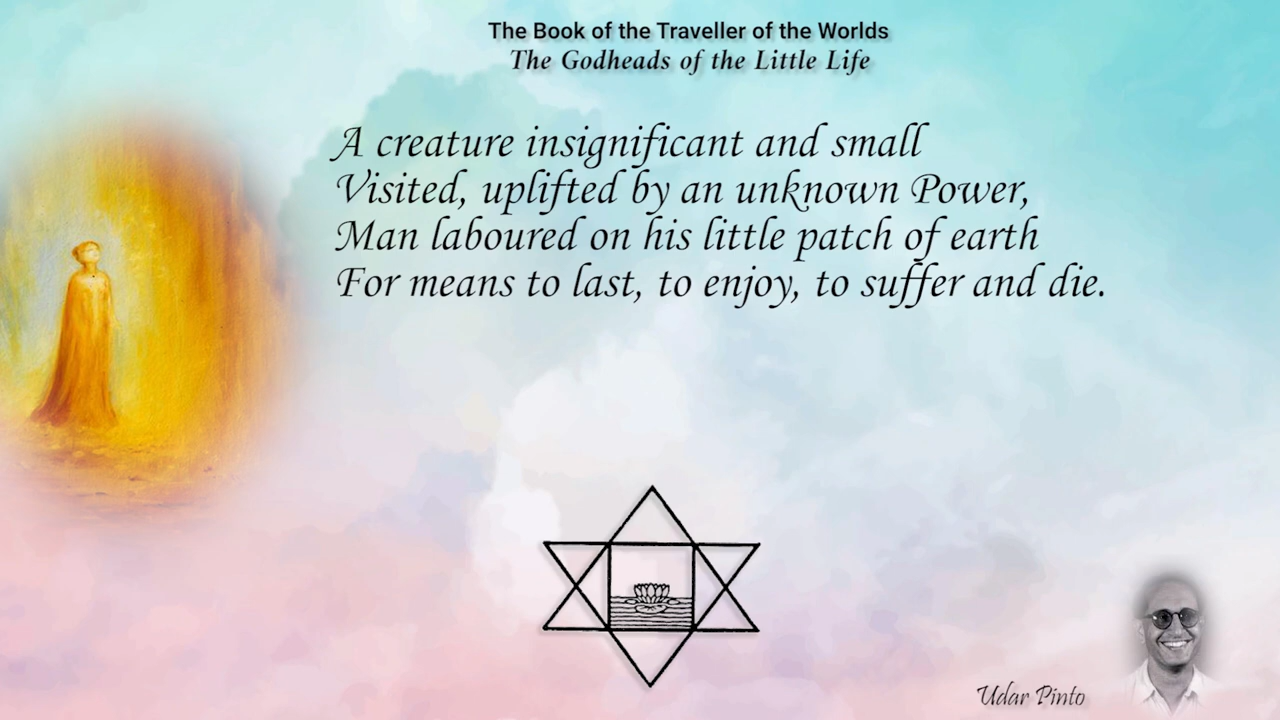 The Book of the Traveller of the Worlds
The Godheads of the Little Life
A creature insignificant and small
Visited, uplifted by an unknown Power,
Man laboured on his little patch of earth
For means to last, to enjoy, to suffer and die.
Udar Pinto